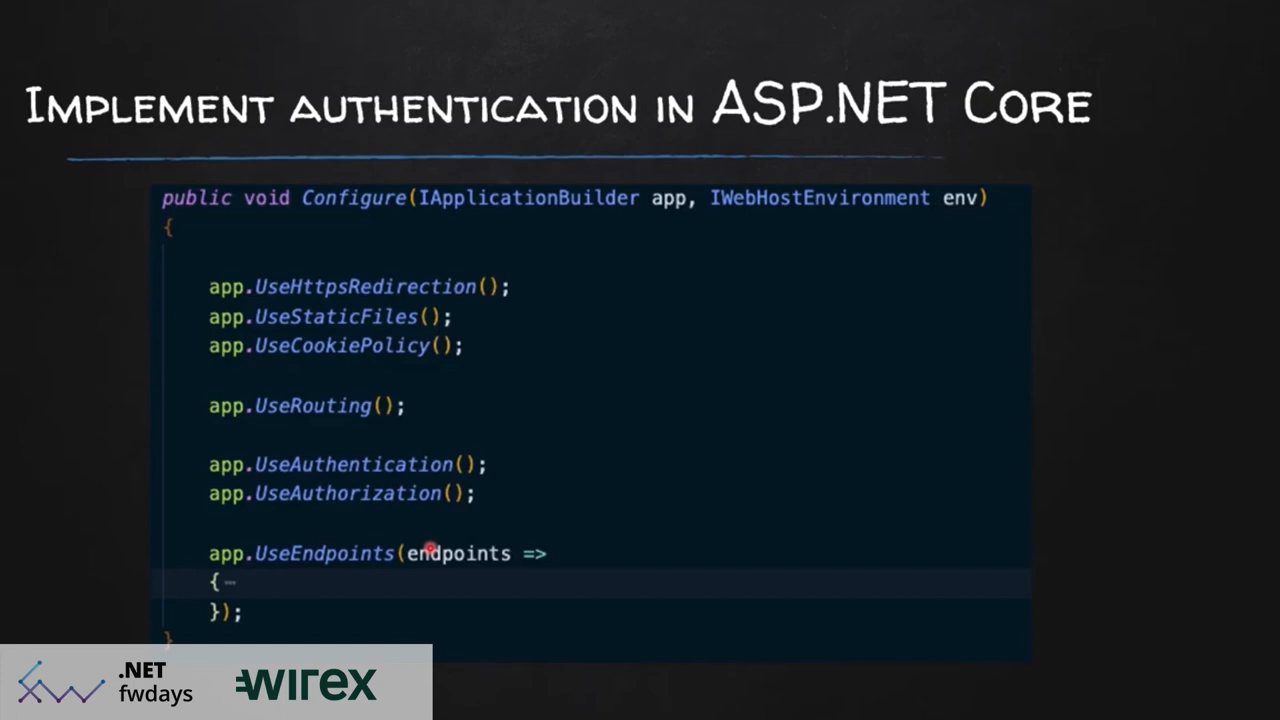 Implement authentication in ASP.NET Core
public void Configure(IApplicationBuilder app, IWebHostEnvironment env)
{
app.UseHttpsRedirection();
app.UseStaticFiles();
app.UseCookiePolicy();
app.UseRouting();
app.UseAuthentication();
app.UseAuthorization();
app.UseEndpoints(endpoints =>
{ ⋯
});
}
.NET
fwdays
wirex